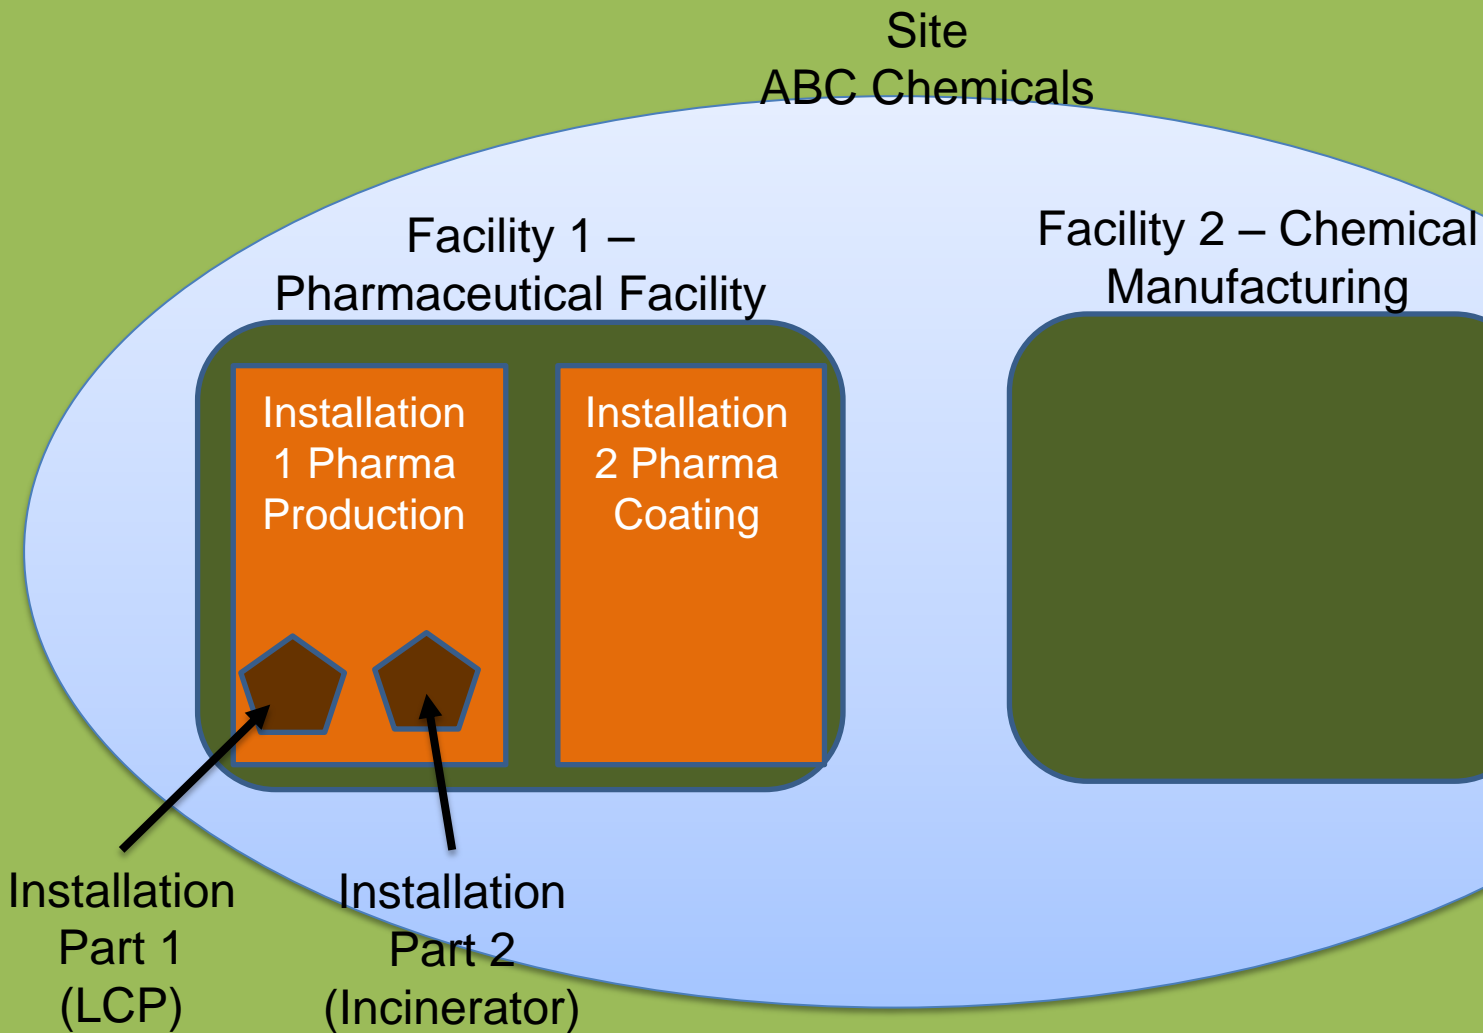 Site
ABC Chemicals
Facility 1 –
Pharmaceutical Facility
Facility 2 – Chemical
Manufacturing
Installation
1 Pharma
Production
Installation
2 Pharma
Coating
Installation
Part 1
(LCP)
Installation
Part 2
(Incinerator)